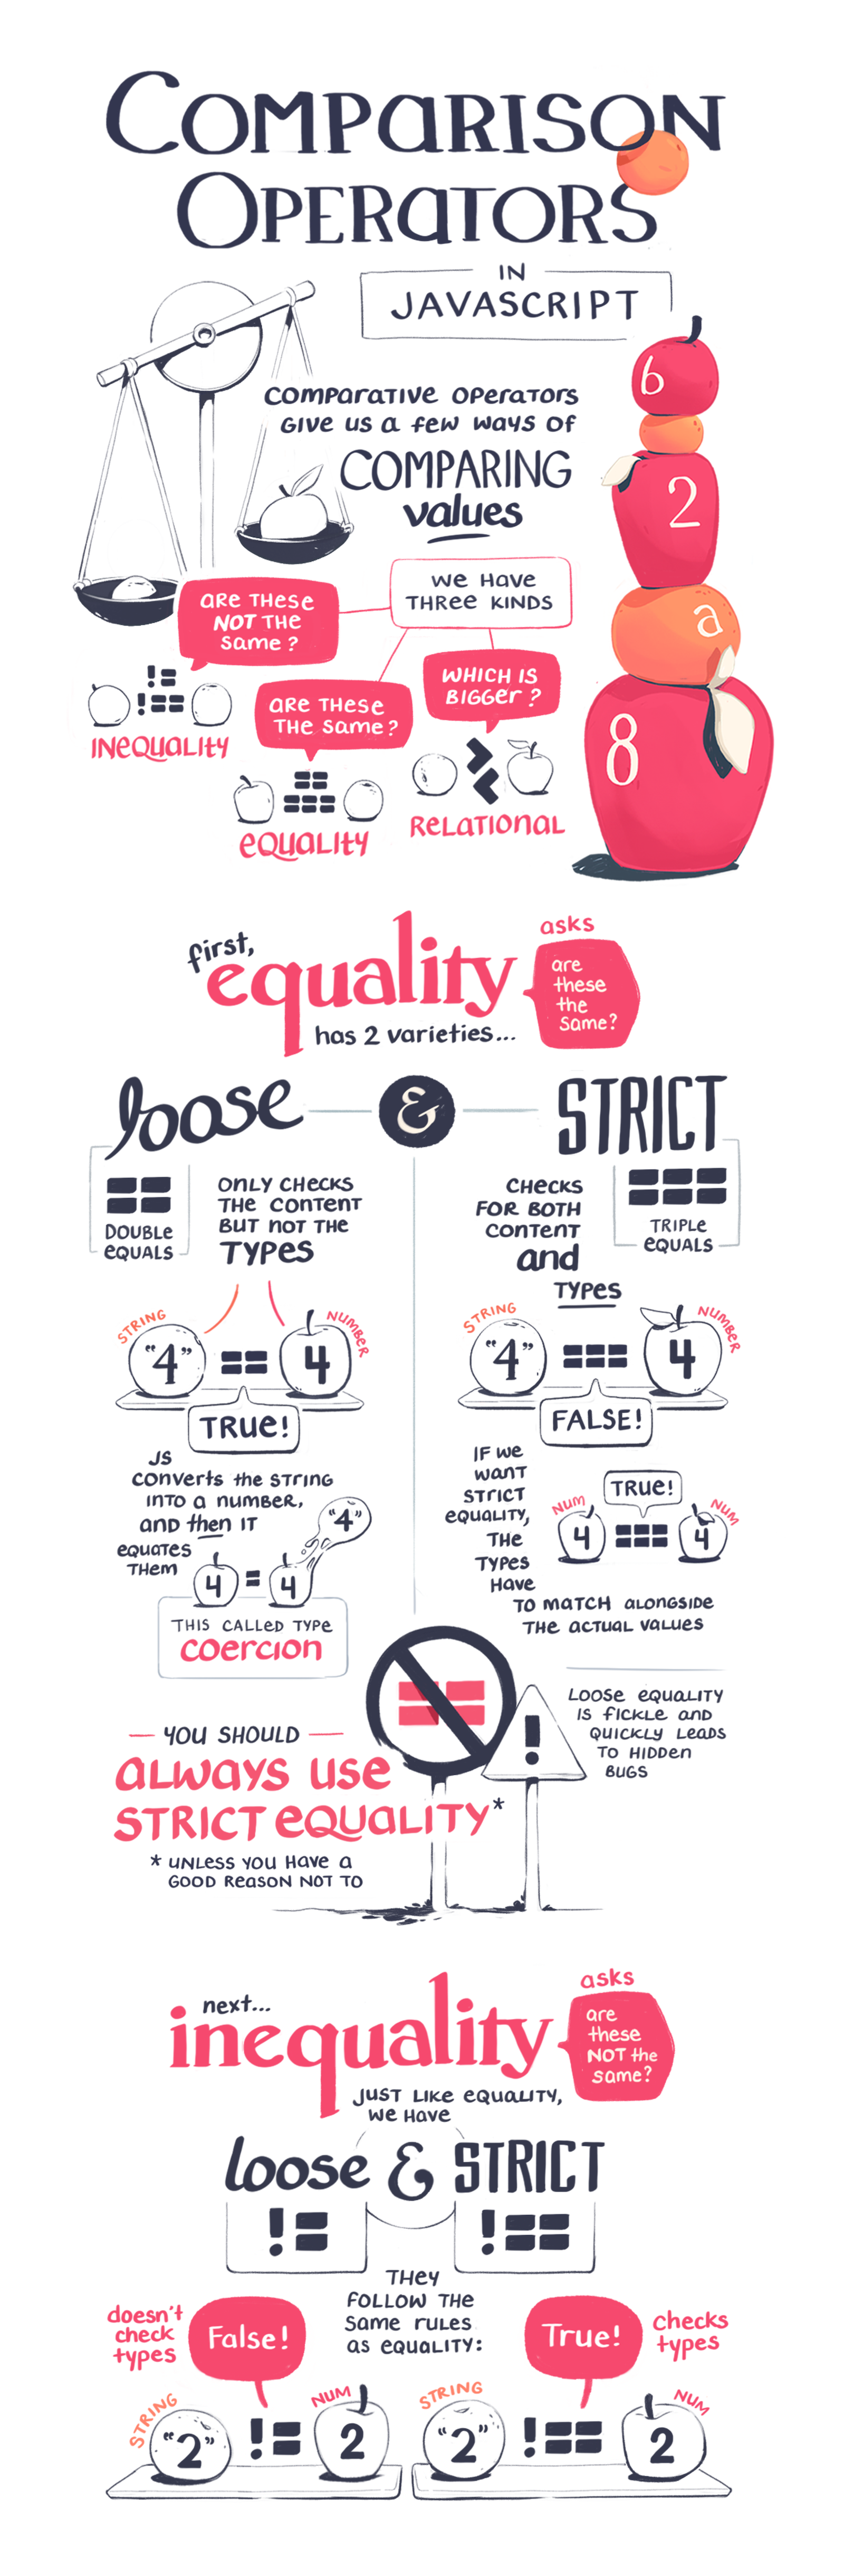 COMPARISON
OPERATORS
IN
JAVASCRIPT
COMPARATIVE OPERATORS
GIVE US A FEW WAYS OF
COMPARING
values
6
2
a
8
WE HAVE
THREE KINDS
ARE THESE
NOT THE
SAME?
!=
!==
INEQUALITY
ARE THESE
THE SAME?
==
===
EQUALITY
WHICH IS
BIGGER?
>
<
RELATIONAL
first,
equality
has 2 varieties...
asks
are
these
the
same?
loose
&
STRICT
==
DOUBLE
EQUALS
ONLY CHECKS
THE CONTENT
BUT NOT THE
TYPES
STRING
NUMBER
"4" == 4
TRUE!
JS
CONVERTS THE STRING
INTO A NUMBER,
AND then IT
EQUATES
THEM
"4"
4 = 4
THIS CALLED TYPE
COERCION
CHECKS
FOR BOTH
CONTENT
and
TYPES
===
TRIPLE
EQUALS
STRING
NUMBER
"4" === 4
FALSE!
IF WE
WANT
STRICT
EQUALITY,
THE
TYPES
HAVE
TO MATCH ALONGSIDE
THE ACTUAL VALUES
TRUE!
NUM
NUM
4 === 4
==
!
YOU SHOULD
ALWAYS USE
STRICT EQUALITY*
* UNLESS YOU HAVE A
GOOD REASON NOT TO
LOOSE EQUALITY
IS FICKLE AND
QUICKLY LEADS
TO HIDDEN
BUGS
next...
inequality
asks
are
these
NOT the
same?
JUST LIKE EQUALITY,
WE HAVE
loose & STRICT
!=
!==
THEY
FOLLOW THE
SAME RULES
AS EQUALITY:
doesn't
check
types
False!
STRING
NUM
"2" != 2
True!
checks
types
STRING
NUM
"2" !== 2